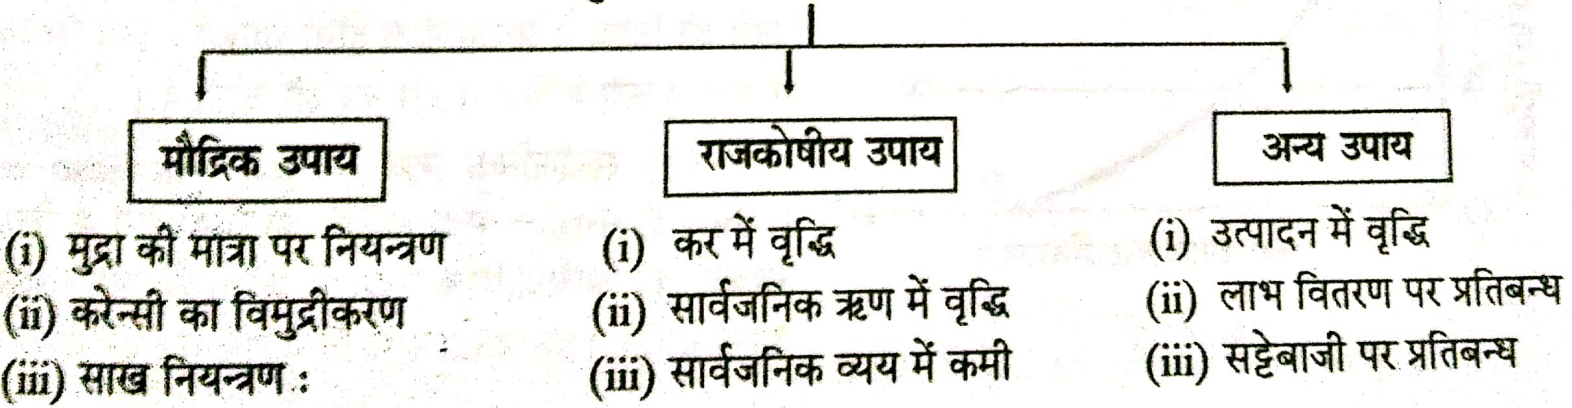 मौद्रिक उपाय
(i) मुद्रा की मात्रा पर नियन्त्रण
(ii) करेन्सी का विमुद्रीकरण
(iii) साख नियन्त्रण :
राजकोषीय उपाय
(i) कर में वृद्धि
(ii) सार्वजनिक ऋण में वृद्धि
(iii) सार्वजनिक व्यय में कमी
अन्य उपाय
(i) उत्पादन में वृद्धि
(ii) लाभ वितरण पर प्रतिबन्ध
(iii) सट्टेबाजी पर प्रतिबन्ध